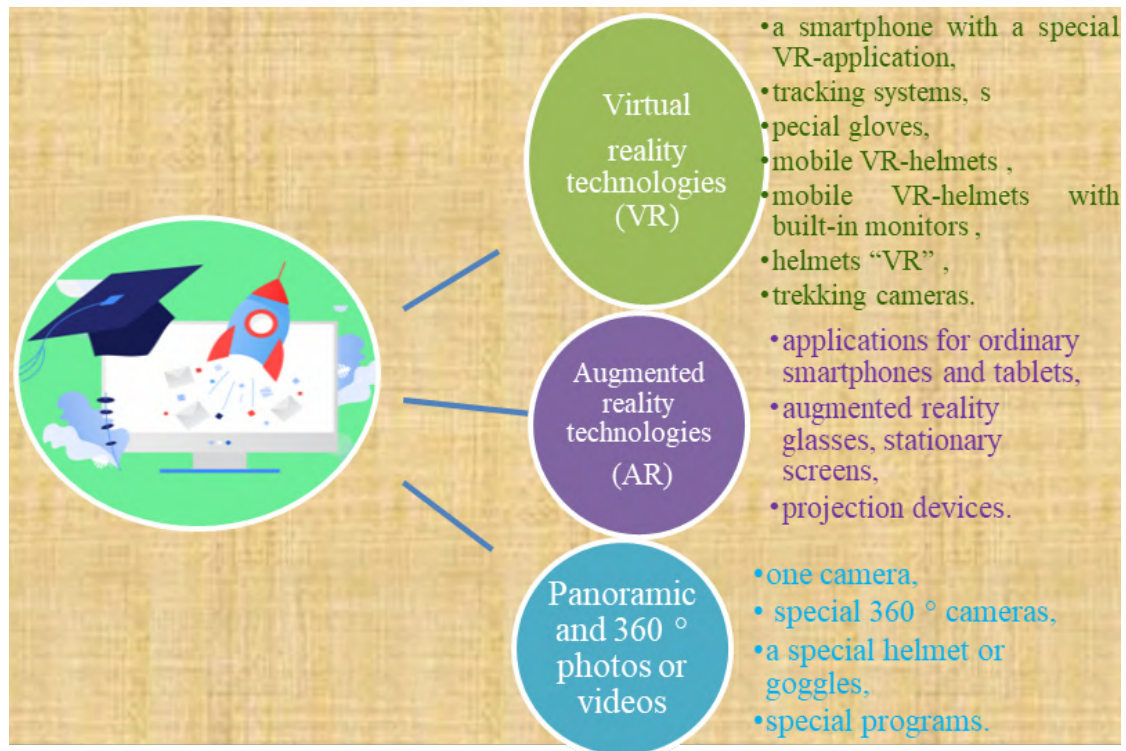 Virtual
reality
technologies
(VR)
•a smartphone with a special
VR-application,
•tracking systems, s
•pecial gloves,
•mobile VR-helmets ,
•mobile VR-helmets with
built-in monitors ,
•helmets “VR” ,
•trekking cameras.
Augmented
reality
technologies
(AR)
•applications for ordinary
smartphones and tablets,
•augmented reality
glasses, stationary
screens,
•projection devices.
Panoramic
and 360 °
photos or
videos
•one camera,
• special 360 ° cameras,
•a special helmet or
goggles,
•special programs.